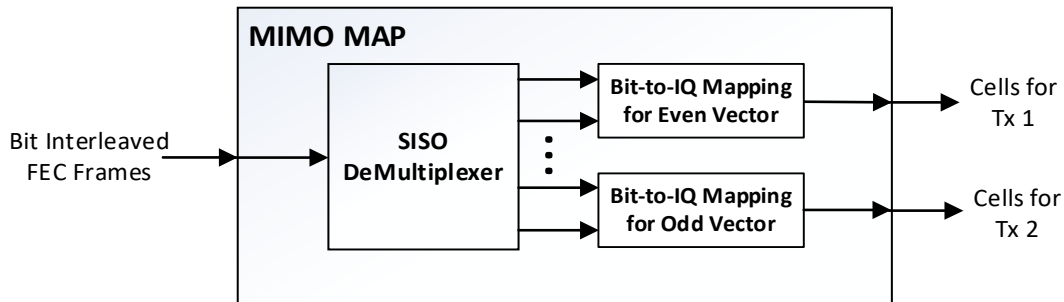 MIMO MAP
Bit Interleaved
FEC Frames
SISO
DeMultiplexer
Bit-to-IQ Mapping
for Even Vector
Bit-to-IQ Mapping
for Odd Vector
Cells for
Tx 1
Cells for
Tx 2